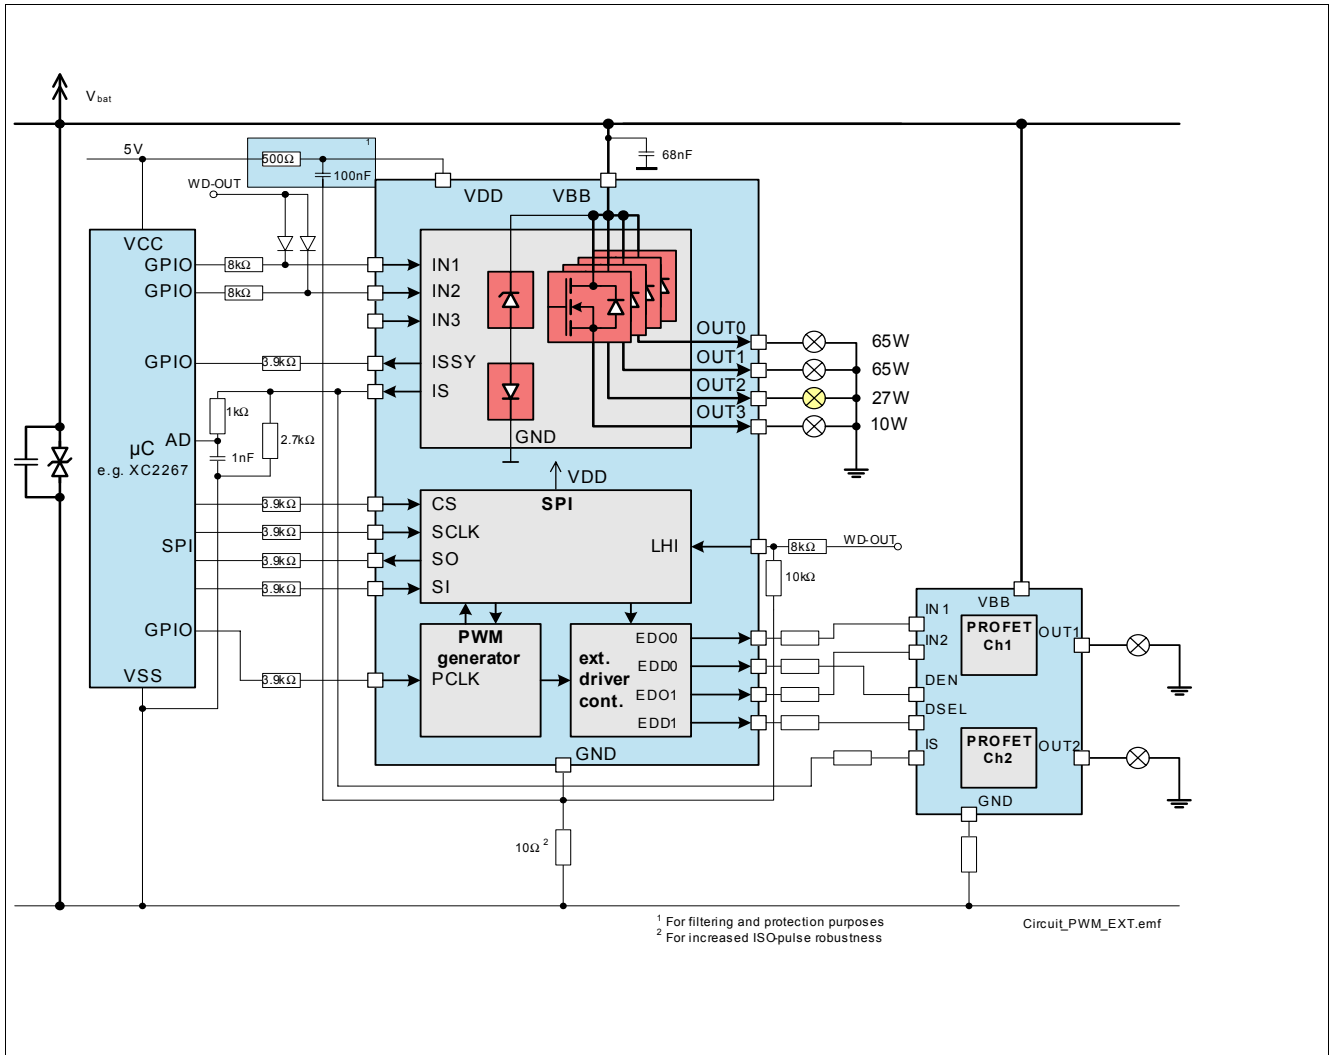 V bat
5V
500Ω
1
100nF
68nF
WD-OUT
VDD
VBB
VCC
GPIO
8kΩ
IN1
GPIO
8kΩ
IN2
IN3
OUT0
65W
GPIO
3.9kΩ
ISSY
OUT1
65W
IS
OUT2
27W
1kΩ
OUT3
10W
AD
2.7kΩ
GND
µC
1nF
e.g. XC2267
VDD
3.9kΩ
CS
SPI
3.9kΩ
SCLK
SPI
LHI
8kΩ
WD-OUT
3.9kΩ
SO
10kΩ
3.9kΩ
SI
IN1
VBB
GPIO
PWM
generator
EDO0
PROFET
Ch1
OUT1
IN2
ext.
driver
cont.
EDD0
VSS
3.9kΩ
PCLK
DEN
EDO1
DSEL
EDD1
PROFET
Ch2
OUT2
IS
GND
GND
10Ω 2
1 For filtering and protection purposes
2 For increased ISO-pulse robustness
Circuit_PWM_EXT.emf